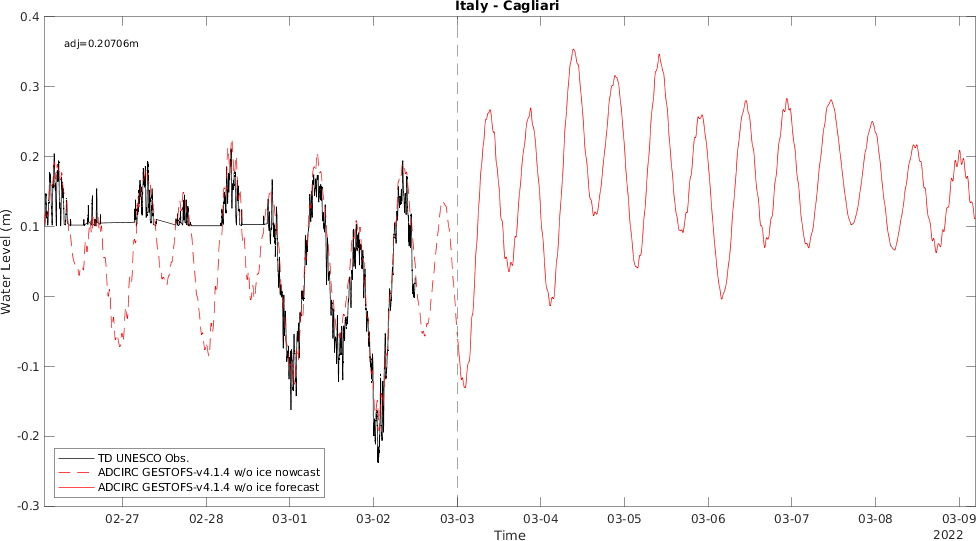 Italy - Cagliari
adj=0.20706m
0.4
0.3
0.2
0.1
0
-0.1
-0.2
-0.3
Water Level (m)
TD UNESCO Obs.
ADCIRC GESTOFS-v4.1.4 w/o ice nowcast
ADCIRC GESTOFS-v4.1.4 w/o ice forecast
02-27 02-28 03-01 03-02 03-03 03-04 03-05 03-06 03-07 03-08 03-09
Time 2022